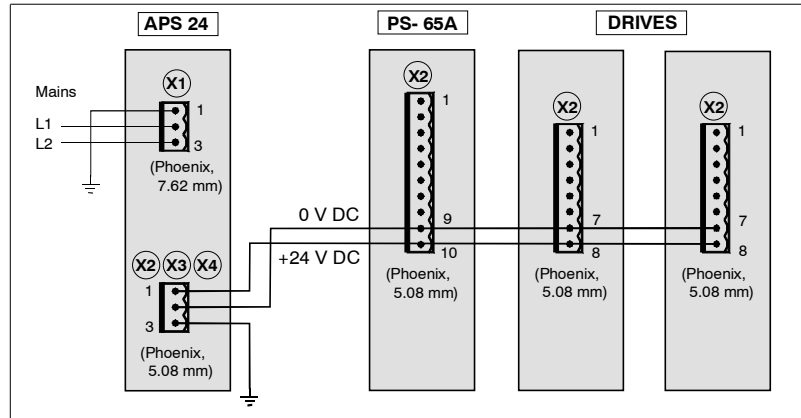 APS 24
PS- 65A
DRIVES
X1
Mains
L1
L2
1
3
(Phoenix,
7.62 mm)
X2 X3 X4
1
3
(Phoenix,
5.08 mm)
0 V DC
+24 V DC
X2
1
9
10
(Phoenix,
5.08 mm)
X2
1
7
8
(Phoenix,
5.08 mm)
X2
1
7
8
(Phoenix,
5.08 mm)